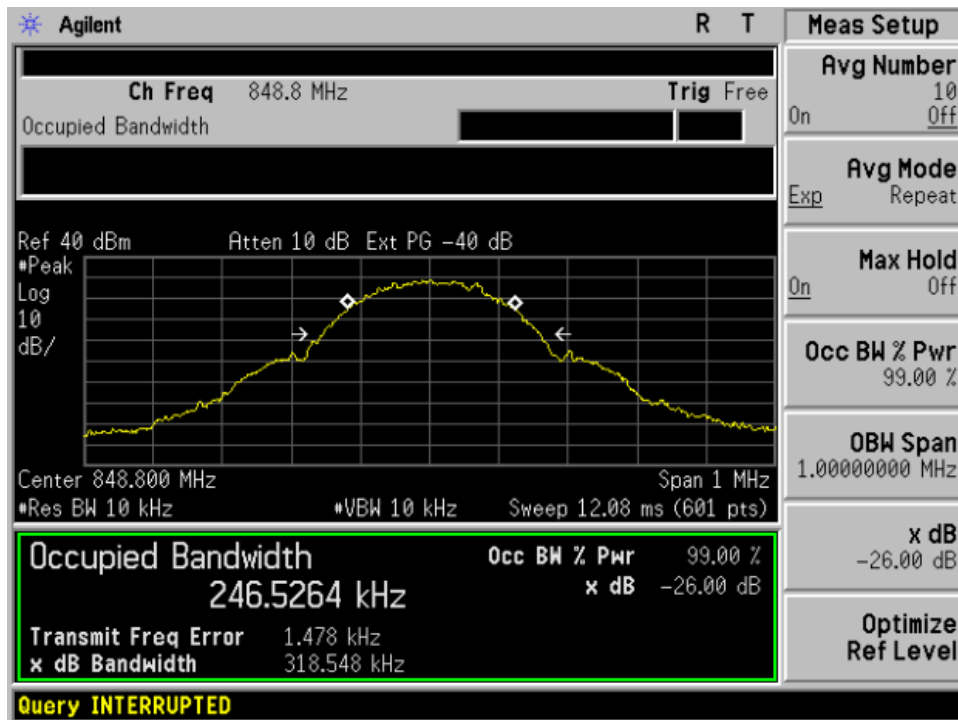 Agilent R T
Ch Freq 848.8 MHz Trig Free
Occupied Bandwidth
Ref 40 dBm Atten 10 dB Ext PG -40 dB
#Peak
Log
10
dB/
Center 848.800 MHz Span 1 MHz
#Res BW 10 kHz #VBW 10 kHz Sweep 12.08 ms (601 pts)
Occupied Bandwidth Occ BW % Pwr 99.00 %
246.5264 kHz x dB -26.00 dB
Transmit Freq Error 1.478 kHz
x dB Bandwidth 318.548 kHz
Query INTERRUPTED
Meas Setup
Avg Number
10
On Off
Avg Mode
Exp Repeat
Max Hold
On Off
Occ BW % Pwr
99.00 %
OBW Span
1.00000000 MHz
x dB
-26.00 dB
Optimize
Ref Level